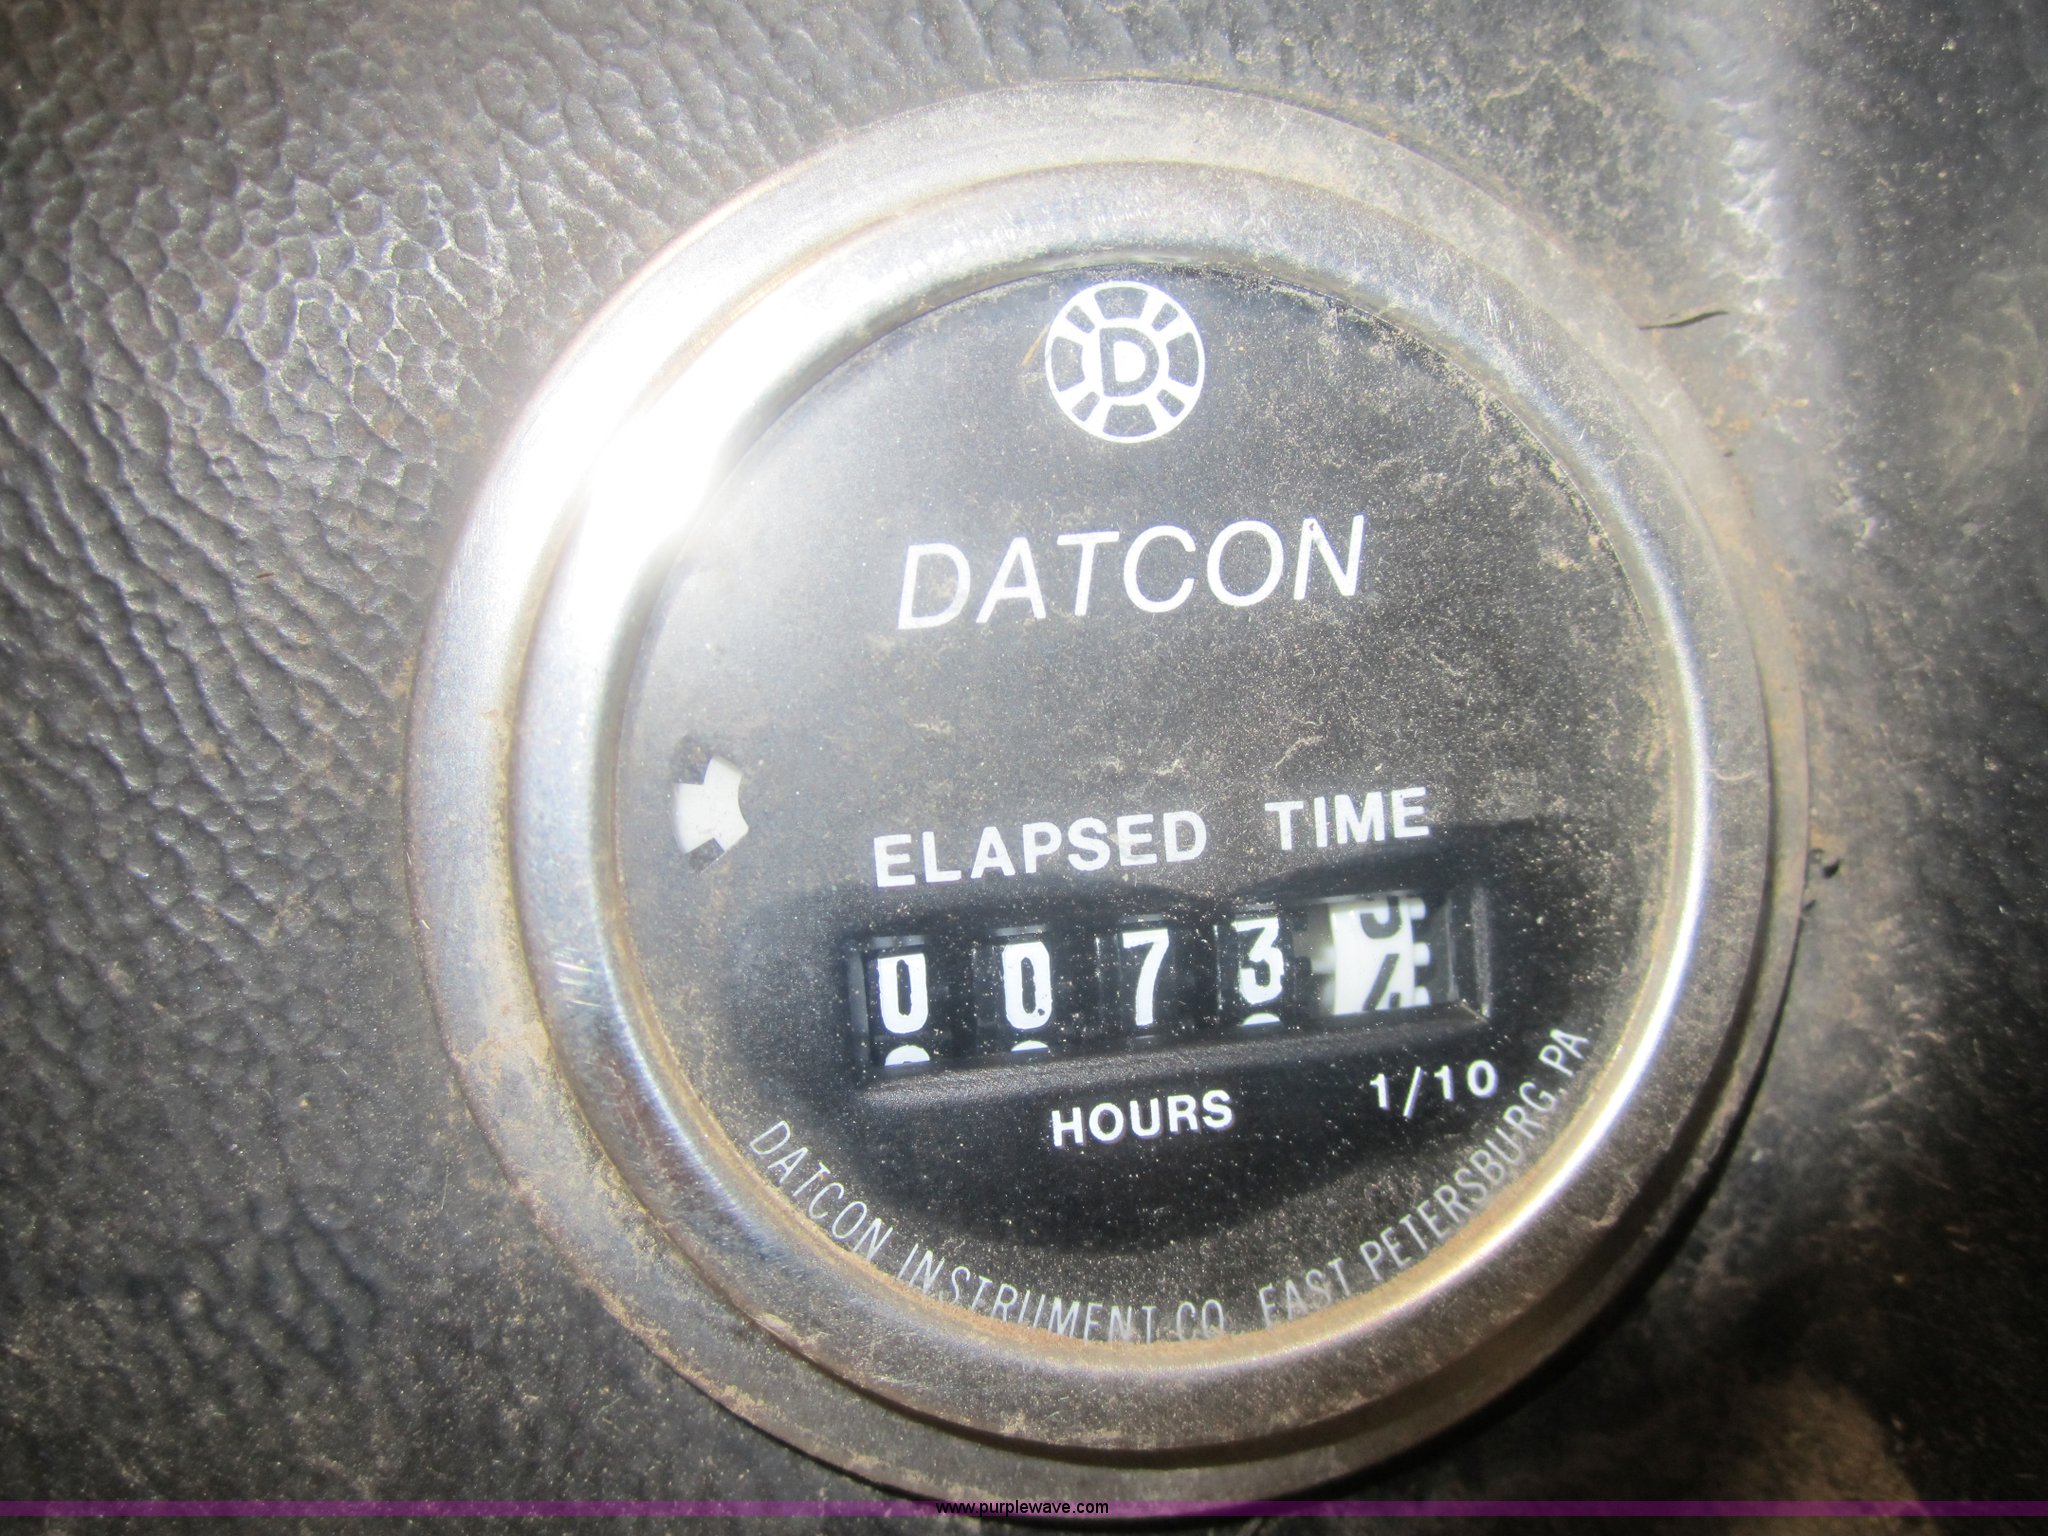 D
DATCON
ELAPSED TIME
0073
HOURS 1/10
DATCON INSTRUMENT CO. EAST PETERSBURG, PA
www.purplewave.com